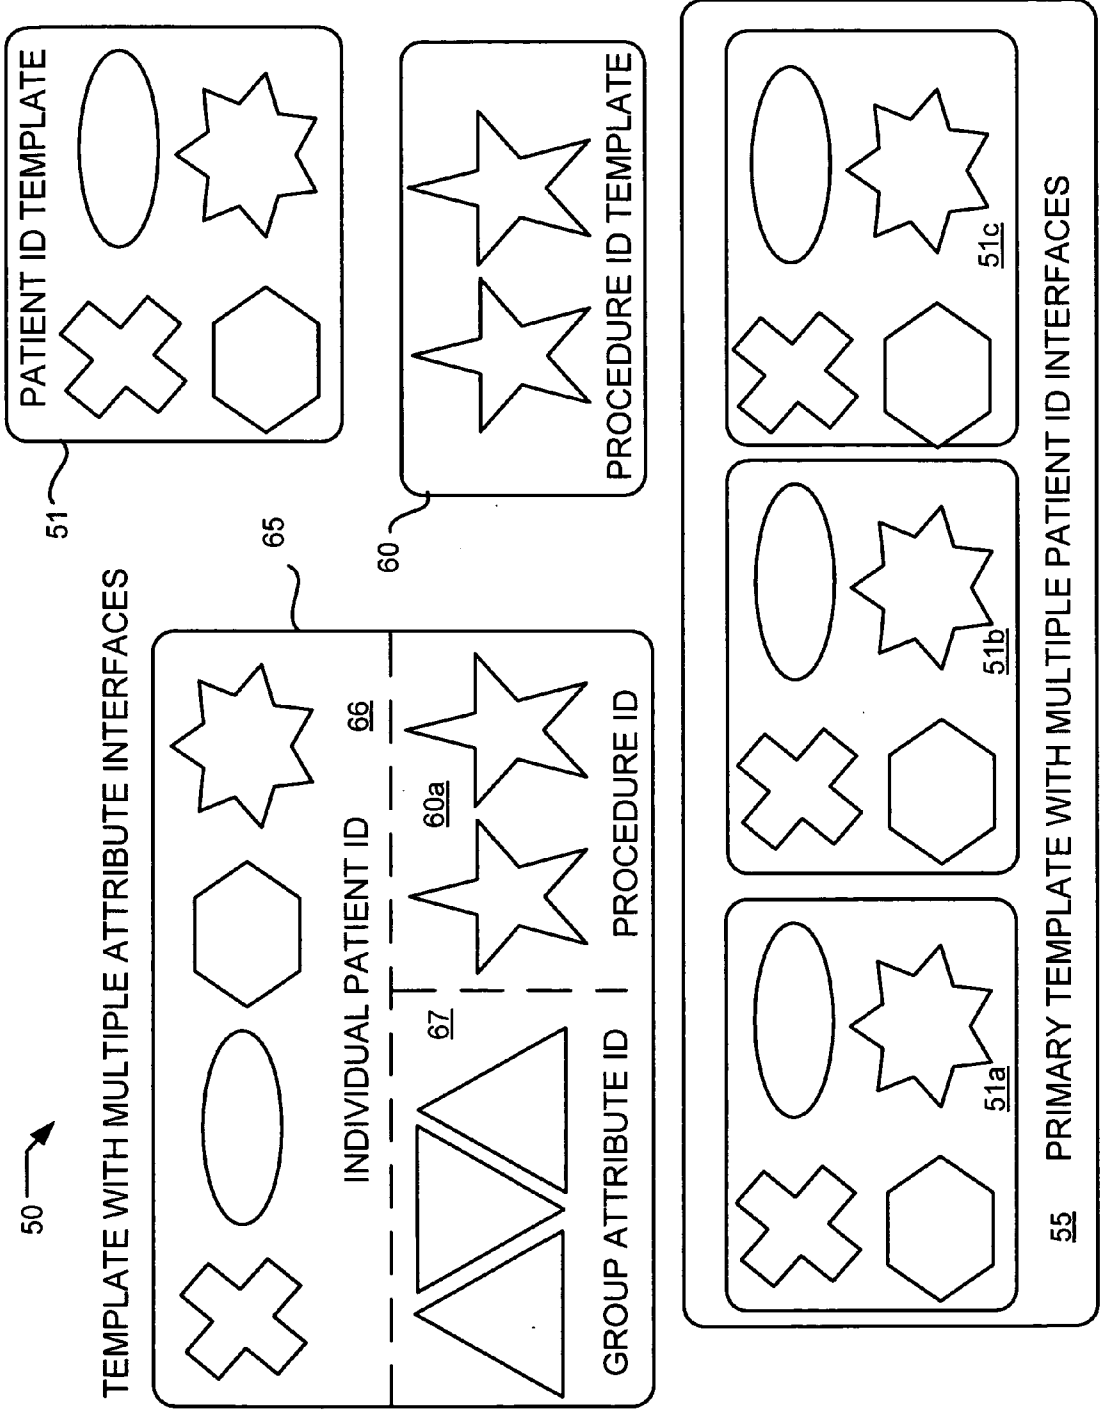 50
TEMPLATE WITH MULTIPLE ATTRIBUTE INTERFACES
65
INDIVIDUAL PATIENT ID
66
67
60a
GROUP ATTRIBUTE ID
PROCEDURE ID
51
PATIENT ID TEMPLATE
60
PROCEDURE ID TEMPLATE
51a
51b
51c
55
PRIMARY TEMPLATE WITH MULTIPLE PATIENT ID INTERFACES